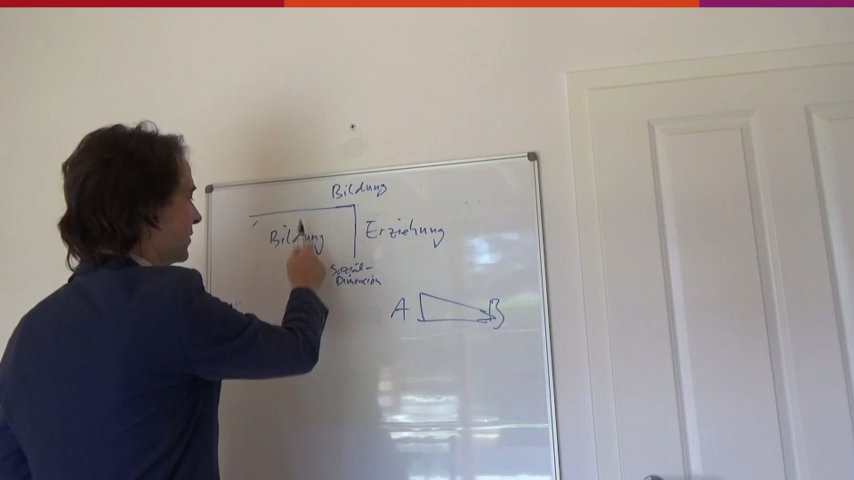 Bildung
Bildung Erziehung
Sozial-
Dimension
A B